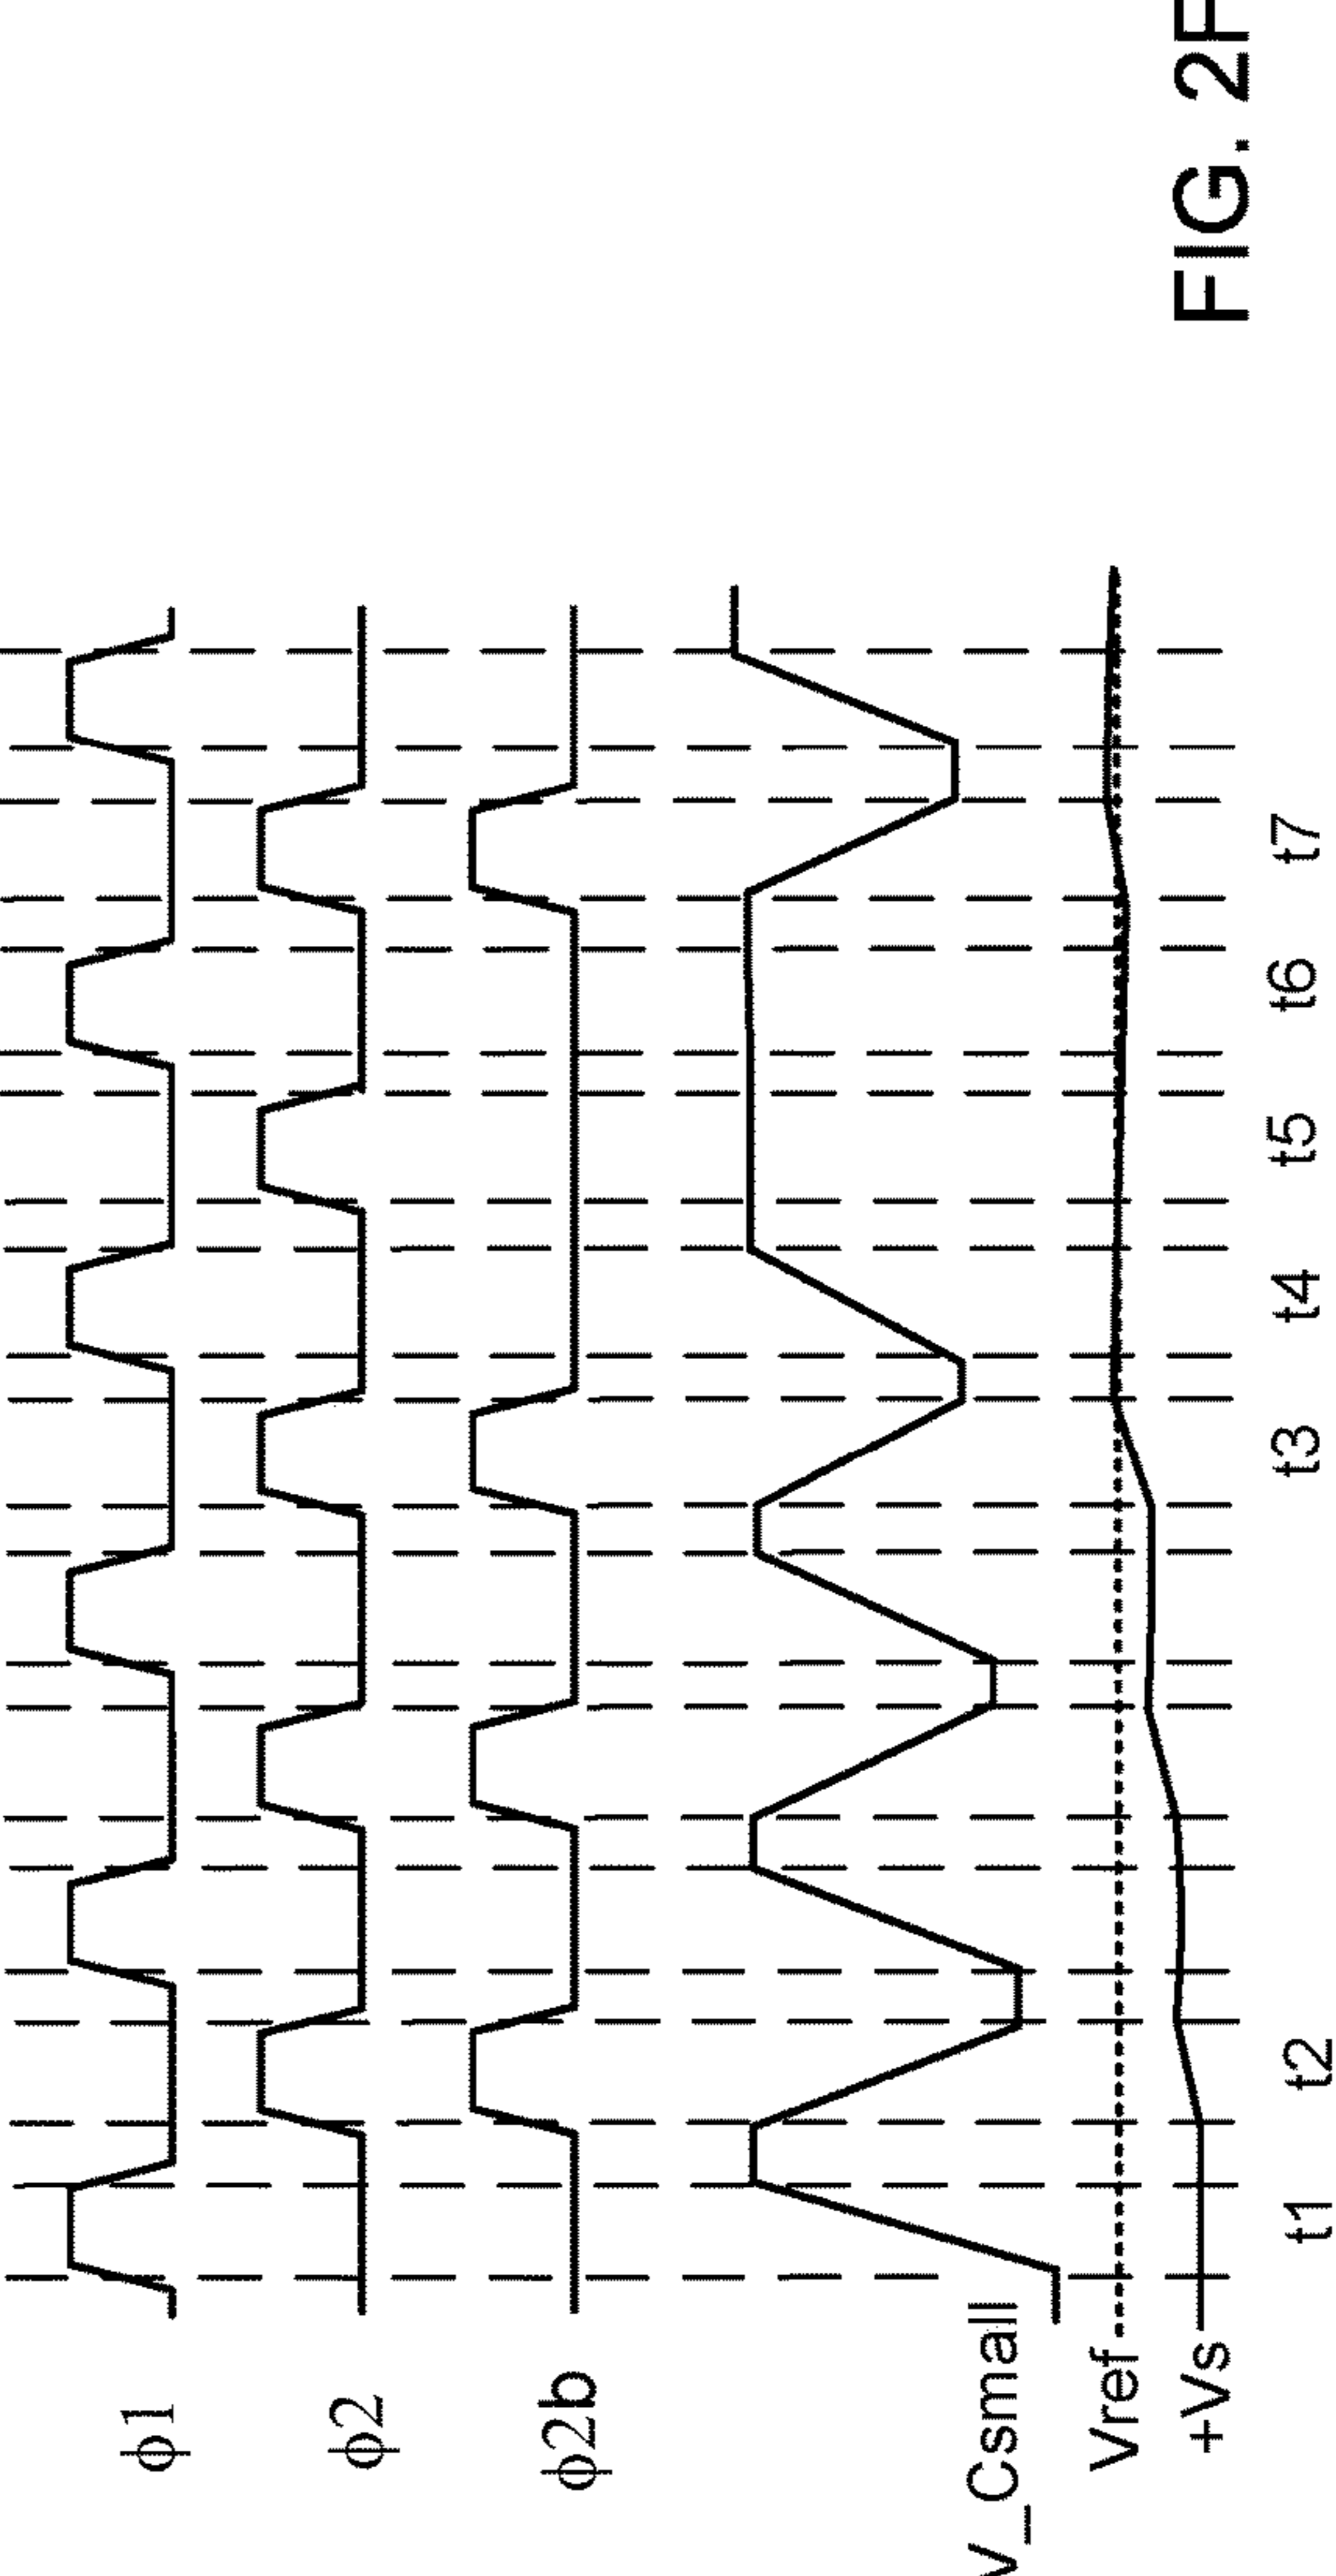 ϕ1
ϕ2
ϕ2b
V_Csmall
Vref
+Vs
t1 t2 t3 t4 t5 t6 t7
FIG. 2F